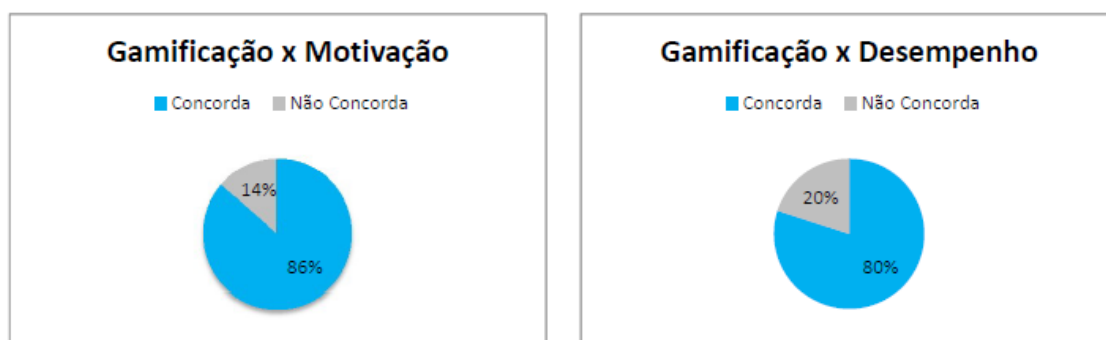 Gamificação x Motivação
Concorda Não Concorda
14%
86%
Gamificação x Desempenho
Concorda Não Concorda
20%
80%